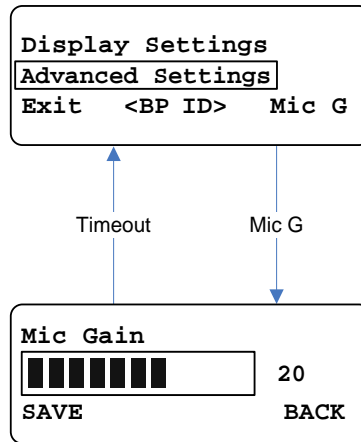 Display Settings
Advanced Settings
Exit <BP ID> Mic G
Timeout Mic G
Mic Gain
20
SAVE BACK